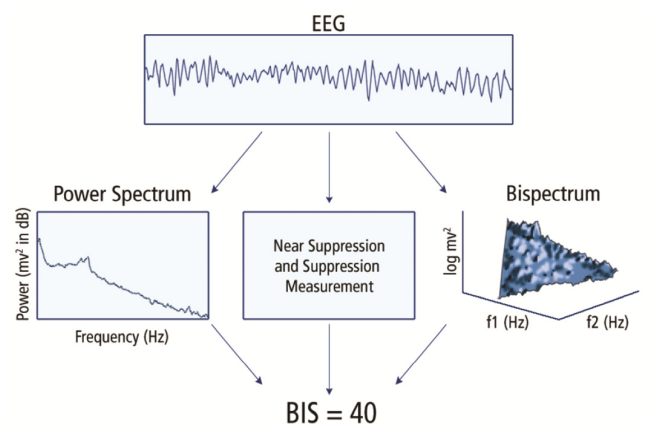 EEG
Power Spectrum
Power (mv² in dB)
Frequency (Hz)
Near Suppression
and Suppression
Measurement
Bispectrum
log mv²
f1 (Hz)
f2 (Hz)
BIS = 40